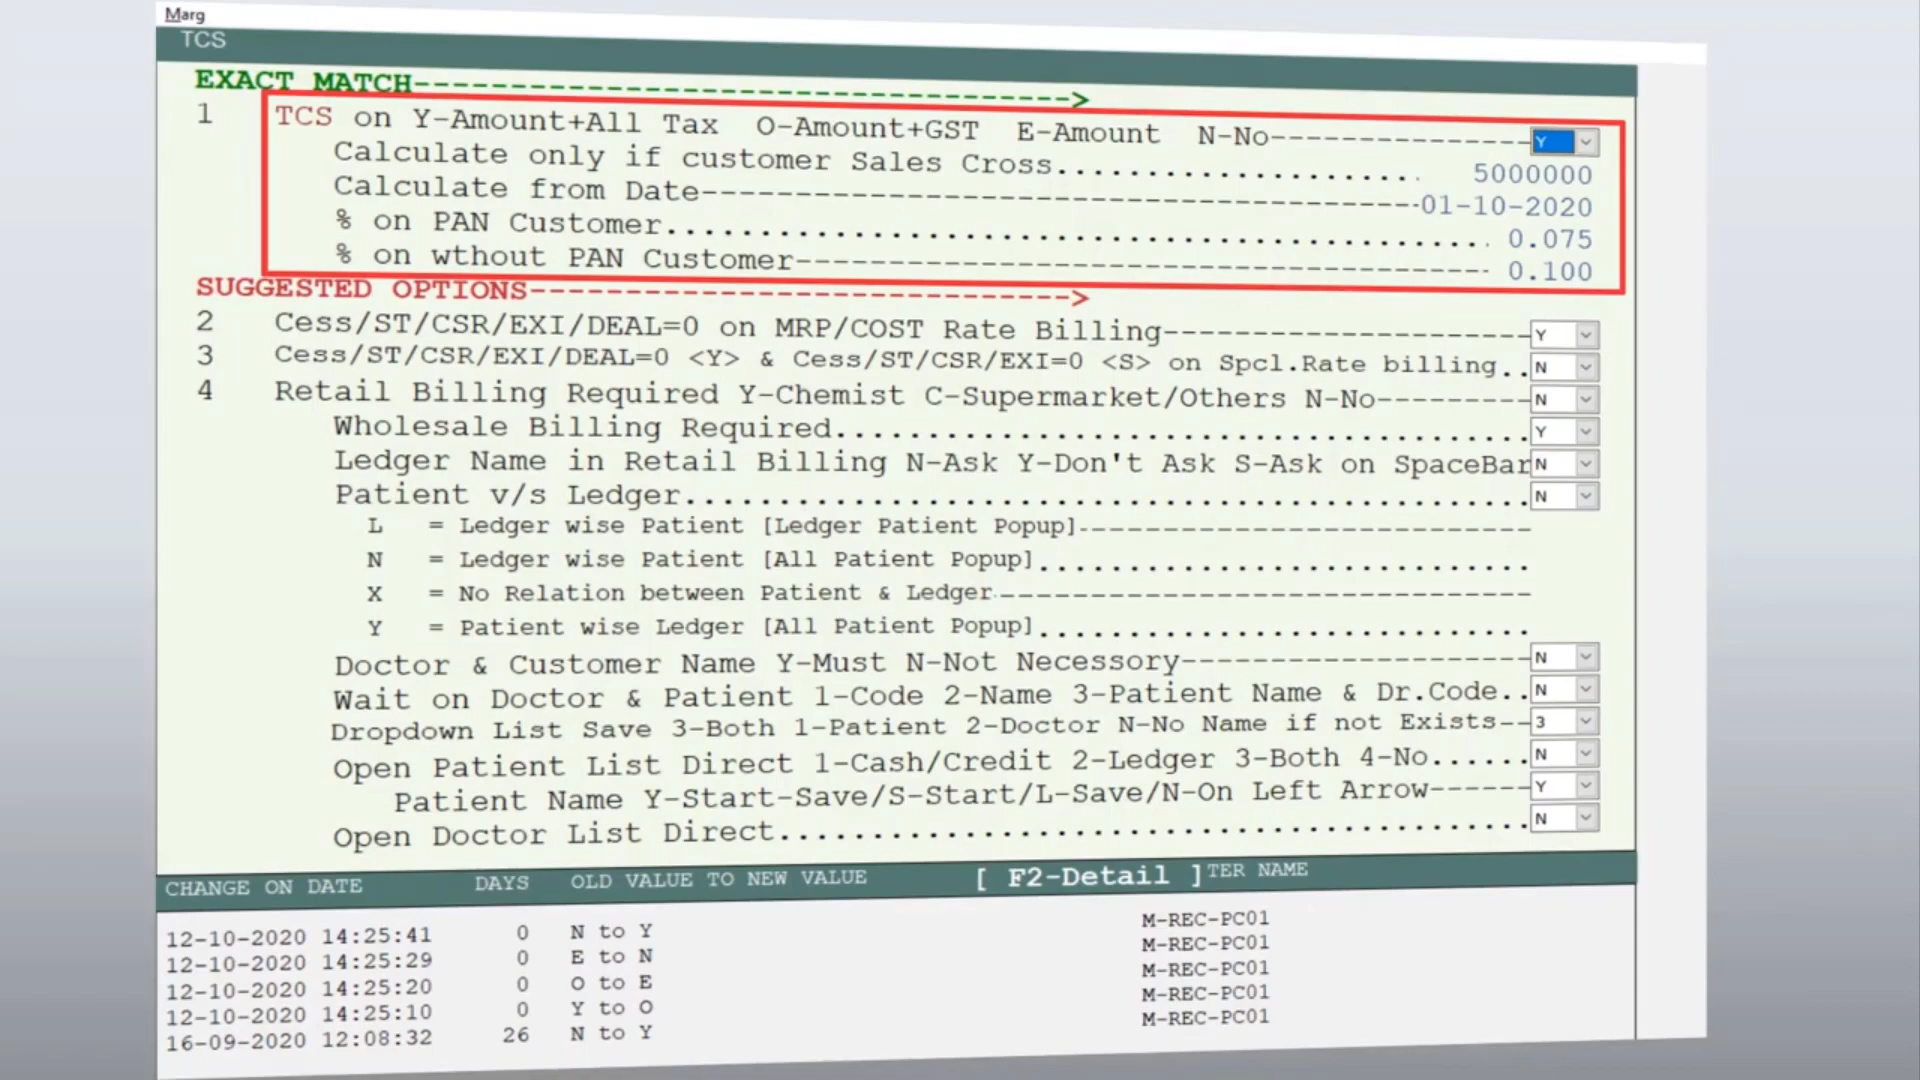 Marg
TCS
EXACT MATCH---------------------------------->
1 TCS on Y-Amount+All Tax O-Amount+GST E-Amount N-No-------------- Y
Calculate only if customer Sales Cross................... 5000000
Calculate from Date-------------------------------------01-10-2020
% on PAN Customer........................................... 0.075
% on wthout PAN Customer------------------------------------ 0.100
SUGGESTED OPTIONS---------------------------->
2 Cess/ST/CSR/EXI/DEAL=0 on MRP/COST Rate Billing------------------- Y
3 Cess/ST/CSR/EXI/DEAL=0 <Y> & Cess/ST/CSR/EXI=0 <S> on Spcl.Rate billing.. N
4 Retail Billing Required Y-Chemist C-Supermarket/Others N-No-------- N
Wholesale Billing Required.................................... Y
Ledger Name in Retail Billing N-Ask Y-Don't Ask S-Ask on SpaceBar N
Patient v/s Ledger............................................ N
L = Ledger wise Patient [Ledger Patient Popup]------------------------------
N = Ledger wise Patient [All Patient Popup].................................
X = No Relation between Patient & Ledger-----------------------------------
Y = Patient wise Ledger [All Patient Popup].................................
Doctor & Customer Name Y-Must N-Not Necessory------------------ N
Wait on Doctor & Patient 1-Code 2-Name 3-Patient Name & Dr.Code.. N
Dropdown List Save 3-Both 1-Patient 2-Doctor N-No Name if not Exists-- 3
Open Patient List Direct 1-Cash/Credit 2-Ledger 3-Both 4-No...... N
Patient Name Y-Start-Save/S-Start/L-Save/N-On Left Arrow----- Y
Open Doctor List Direct....................................... N
CHANGE ON DATE DAYS OLD VALUE TO NEW VALUE [ F2-Detail ] TER NAME
12-10-2020 14:25:41 0 N to Y M-REC-PC01
12-10-2020 14:25:29 0 E to N M-REC-PC01
12-10-2020 14:25:20 0 O to E M-REC-PC01
12-10-2020 14:25:10 0 Y to O M-REC-PC01
16-09-2020 12:08:32 26 N to Y M-REC-PC01